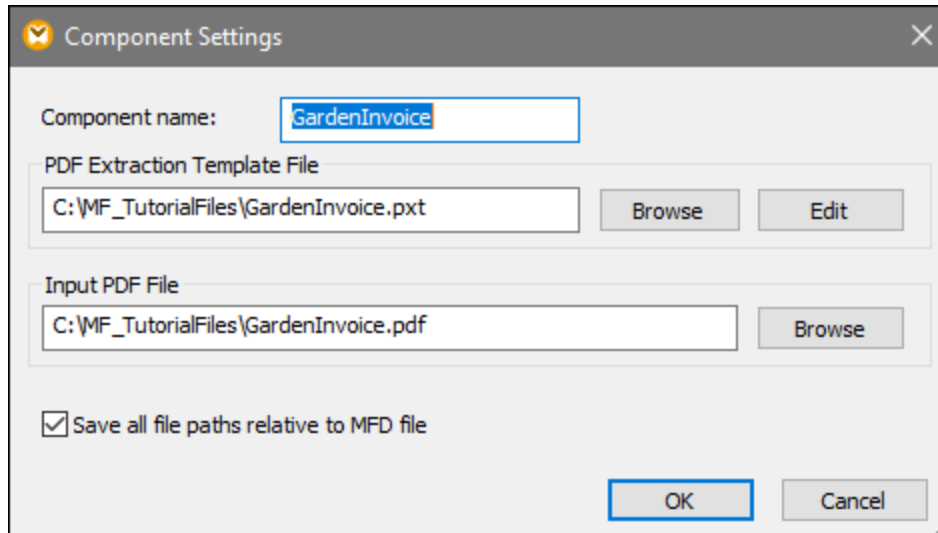 Component Settings
Component name: GardenInvoice
PDF Extraction Template File
C:\MF_TutorialFiles\GardenInvoice.pxt Browse Edit
Input PDF File
C:\MF_TutorialFiles\GardenInvoice.pdf Browse
Save all file paths relative to MFD file
OK Cancel